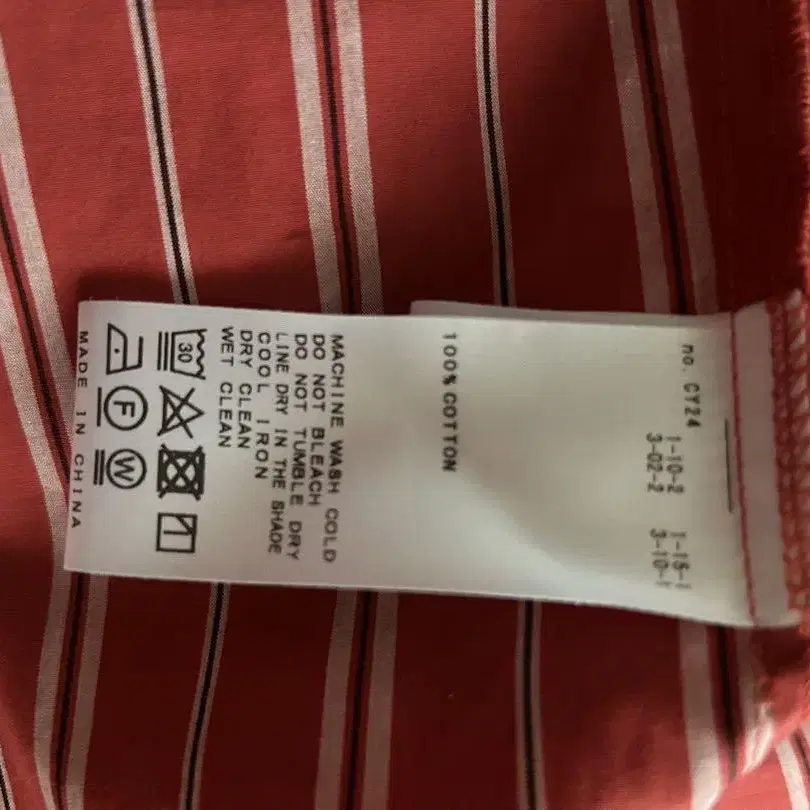 no. CY24
1-10-2 1-15-1
3-02-2 3-10-1
100% COTTON
MACHINE WASH COLD
DO NOT BLEACH
DO NOT TUMBLE DRY
LINE DRY IN THE SHADE
COOL IRON
DRY CLEAN
WET CLEAN
30
F W
MADE IN CHINA